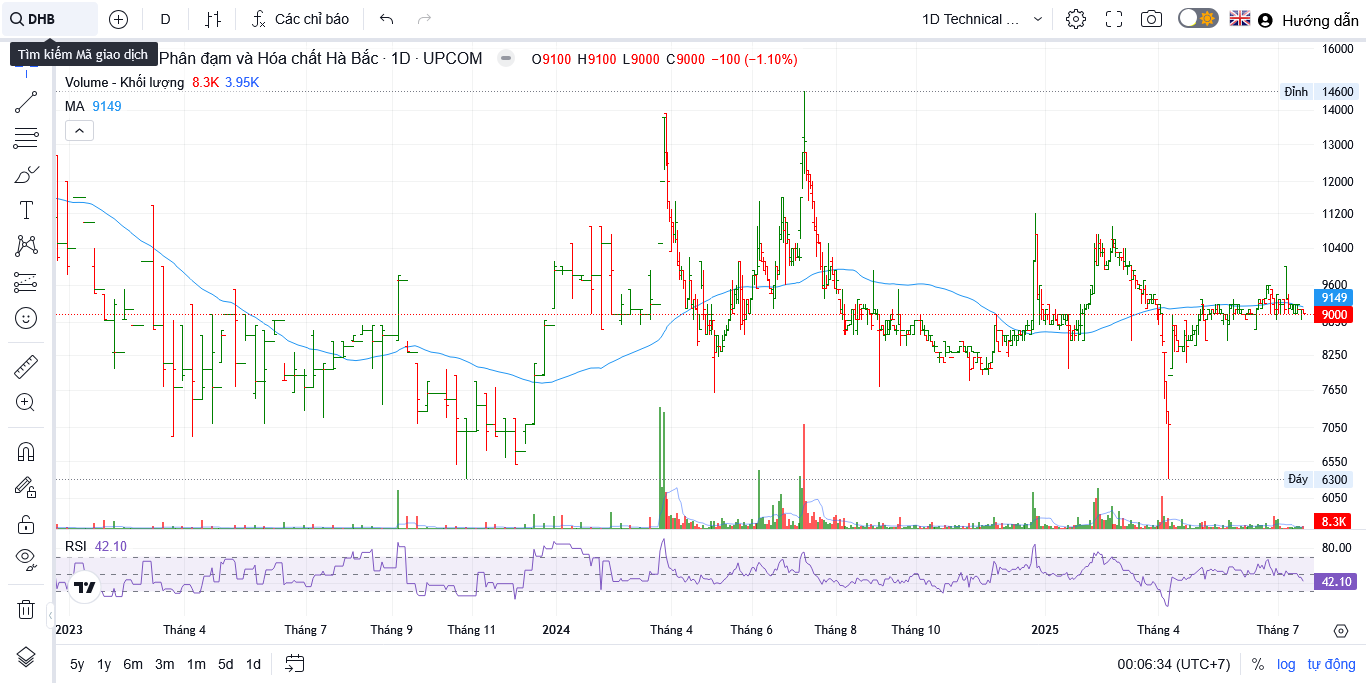 DHB
D
Các chỉ báo
1D Technical ...
Hướng dẫn
Tìm kiếm Mã giao dịch
Phân đạm và Hóa chất Hà Bắc · 1D · UPCOM
O9100 H9100 L9000 C9000 −100 (−1.10%)
Volume - Khối lượng 8.3K 3.95K
MA 9149
16000
Đỉnh 14600
14000
13000
12000
11200
10400
9600
9149
9000
8250
7650
7050
6550
Đáy 6300
6050
8.3K
RSI 42.10
80.00
42.10
2023 Tháng 4 Tháng 7 Tháng 9 Tháng 11 2024 Tháng 4 Tháng 6 Tháng 8 Tháng 10 2025 Tháng 4 Tháng 7
5y 1y 6m 3m 1m 5d 1d
00:06:34 (UTC+7) % log tự động